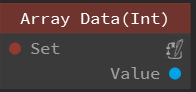 Array Data(Int)
Set
Value